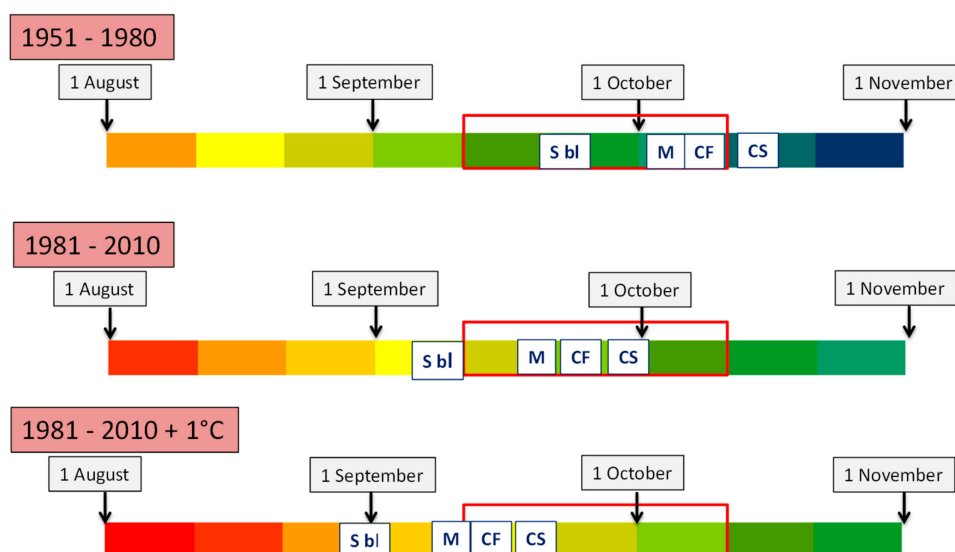 1951 - 1980
1 August
1 September
1 October
1 November
S bl
M
CF
CS
1981 - 2010
1 August
1 September
1 October
1 November
S bl
M
CF
CS
1981 - 2010 + 1°C
1 August
1 September
1 October
1 November
S bl
M
CF
CS